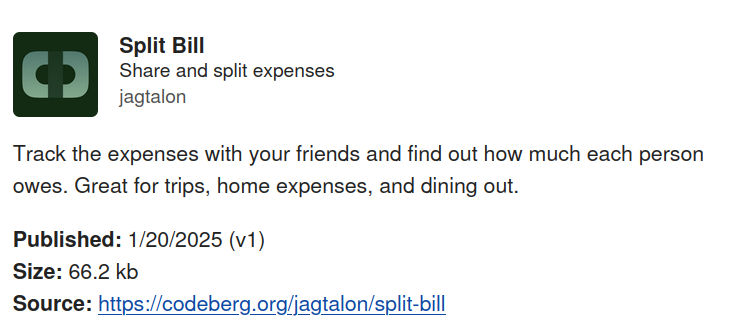 Split Bill
Share and split expenses
jagtalon
Track the expenses with your friends and find out how much each person
owes. Great for trips, home expenses, and dining out.
Published: 1/20/2025 (v1)
Size: 66.2 kb
Source: https://codeberg.org/jagtalon/split-bill